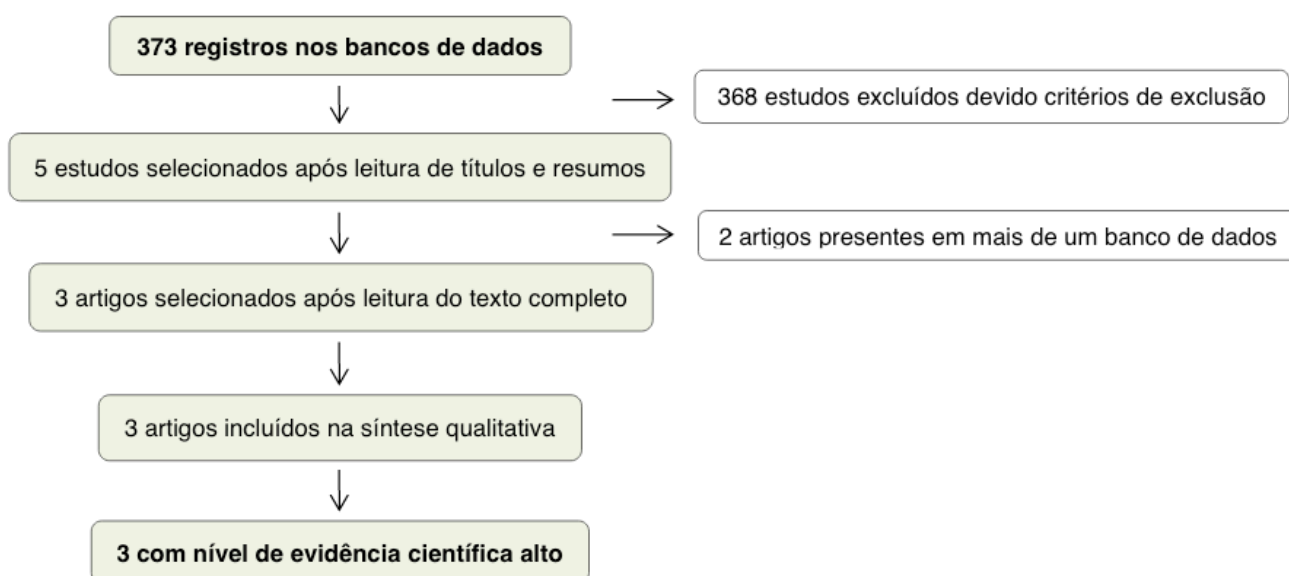 373 registros nos bancos de dados
368 estudos excluídos devido critérios de exclusão
5 estudos selecionados após leitura de títulos e resumos
2 artigos presentes em mais de um banco de dados
3 artigos selecionados após leitura do texto completo
3 artigos incluídos na síntese qualitativa
3 com nível de evidência científica alto